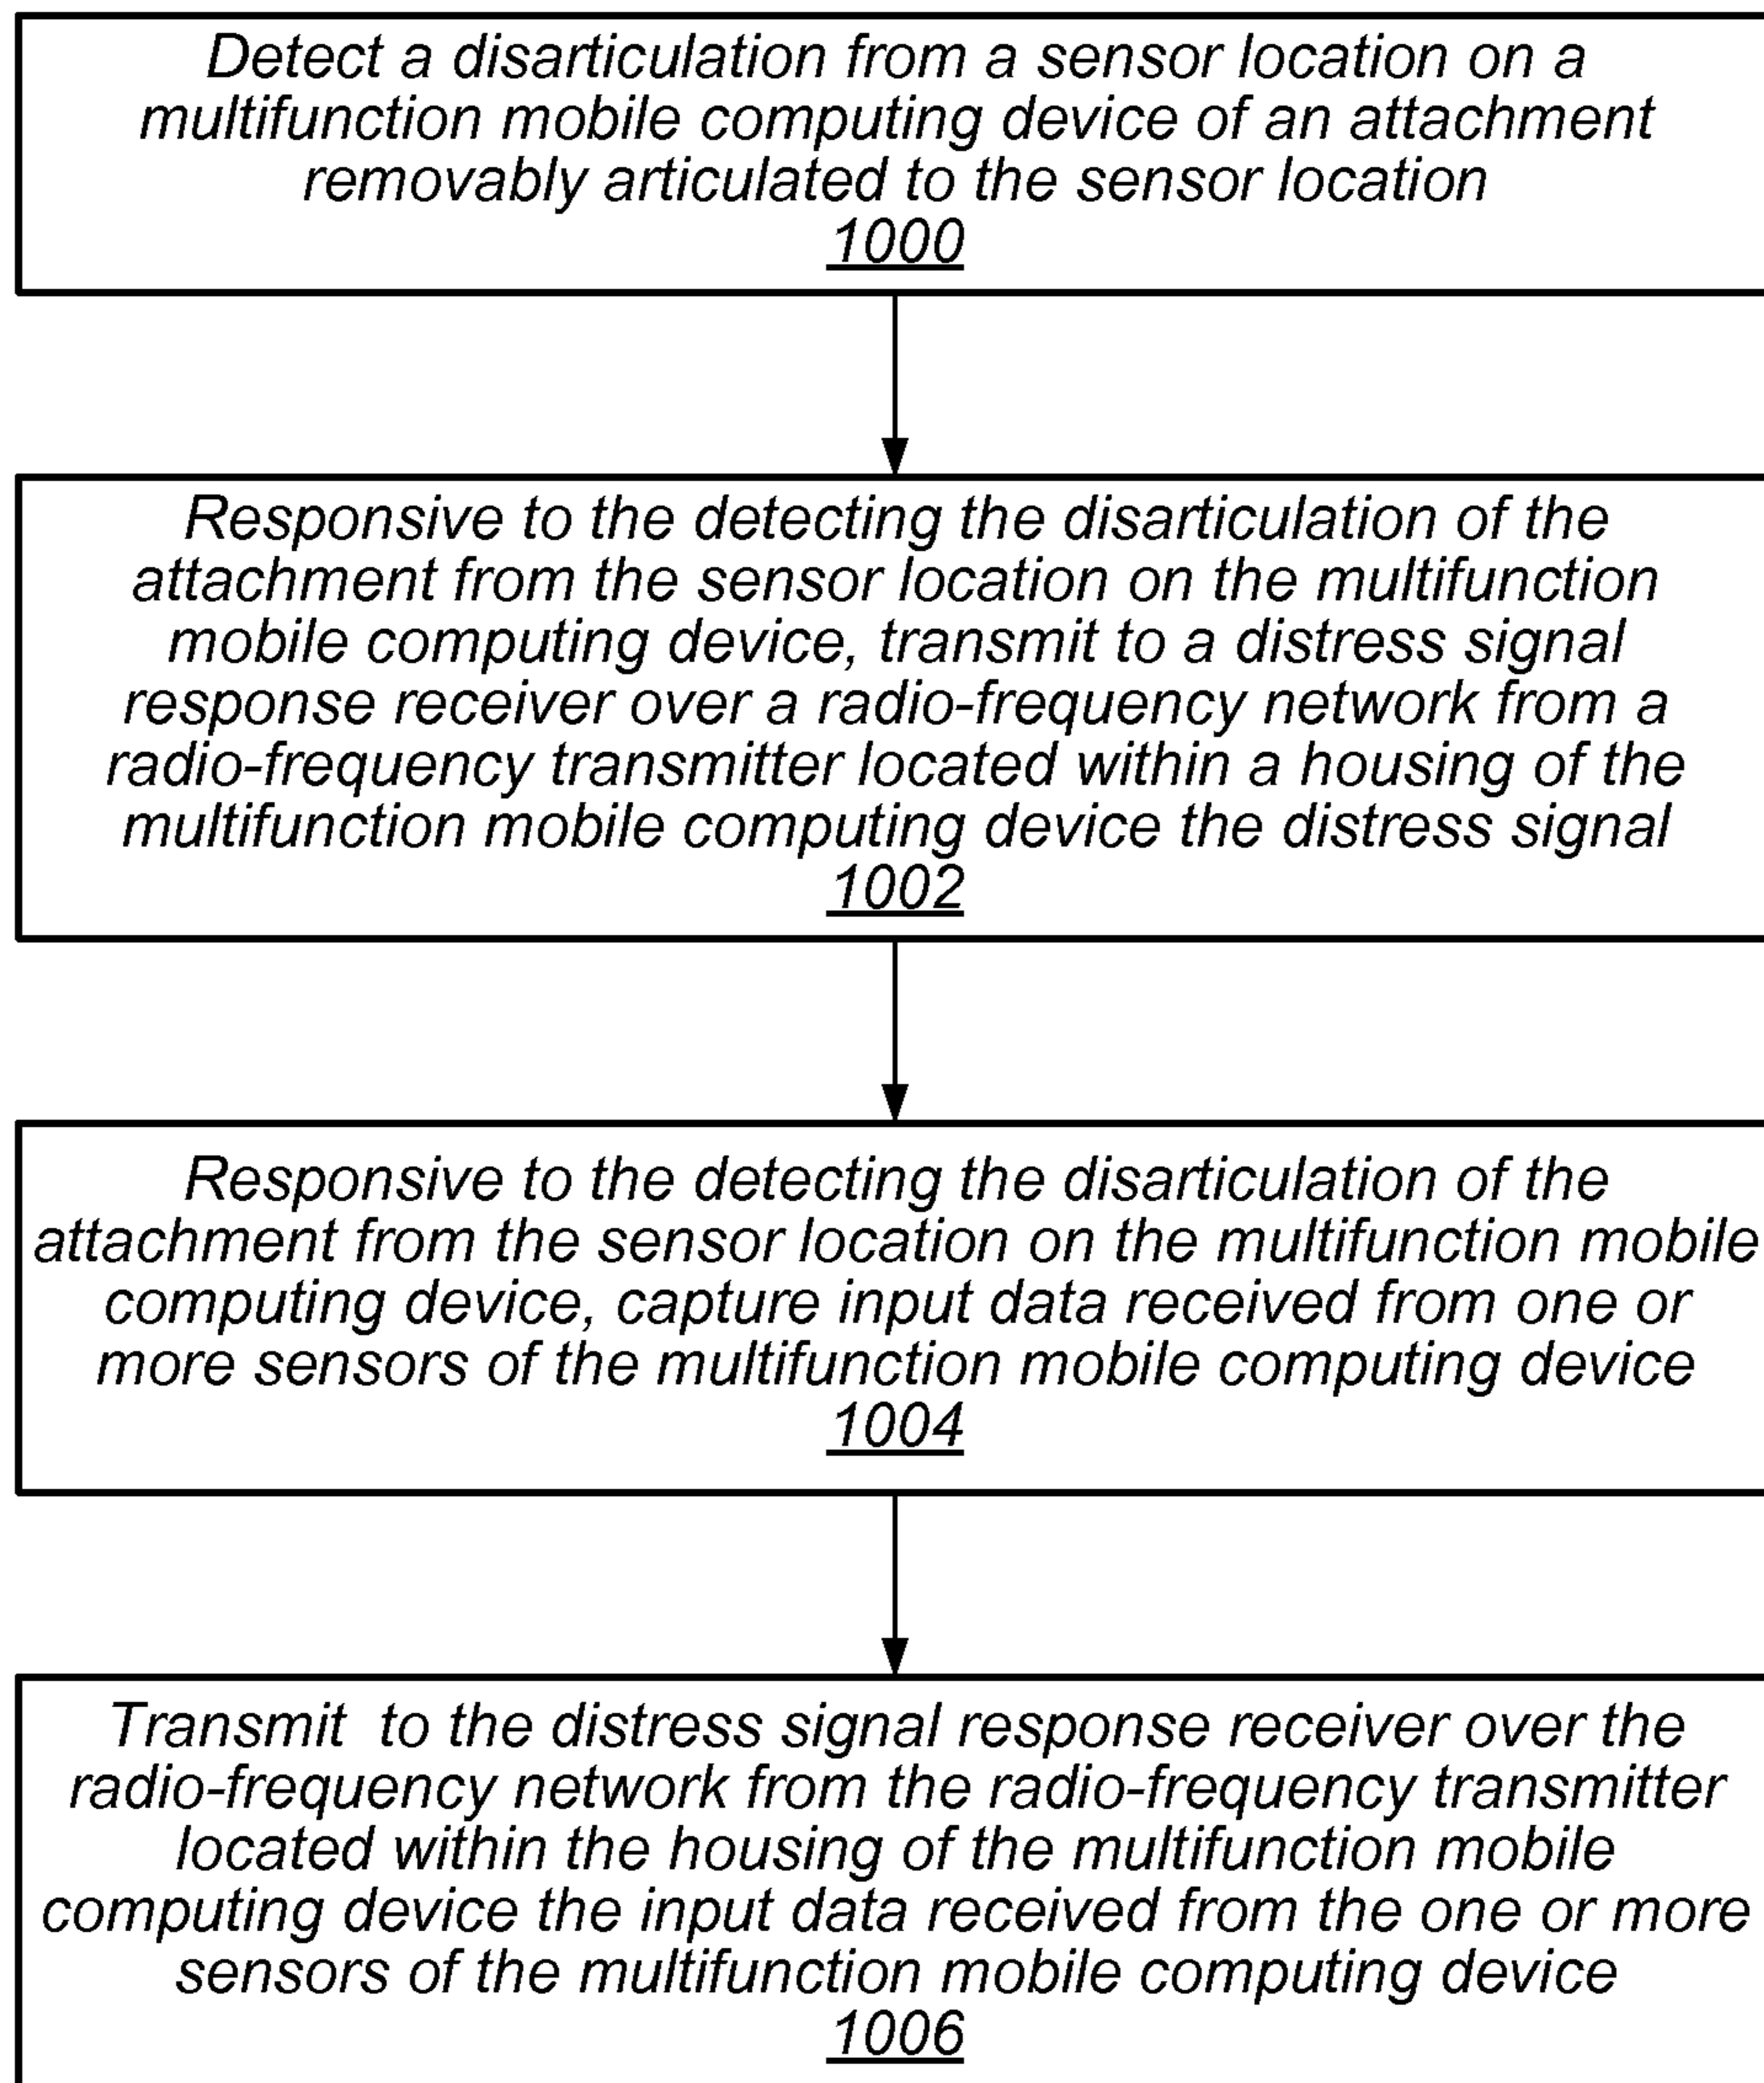 Detect a disarticulation from a sensor location on a
multifunction mobile computing device of an attachment
removably articulated to the sensor location
1000
Responsive to the detecting the disarticulation of the
attachment from the sensor location on the multifunction
mobile computing device, transmit to a distress signal
response receiver over a radio-frequency network from a
radio-frequency transmitter located within a housing of the
multifunction mobile computing device the distress signal
1002
Responsive to the detecting the disarticulation of the
attachment from the sensor location on the multifunction mobile
computing device, capture input data received from one or
more sensors of the multifunction mobile computing device
1004
Transmit  to the distress signal response receiver over the
radio-frequency network from the radio-frequency transmitter
located within the housing of the multifunction mobile
computing device the input data received from the one or more
sensors of the multifunction mobile computing device
1006